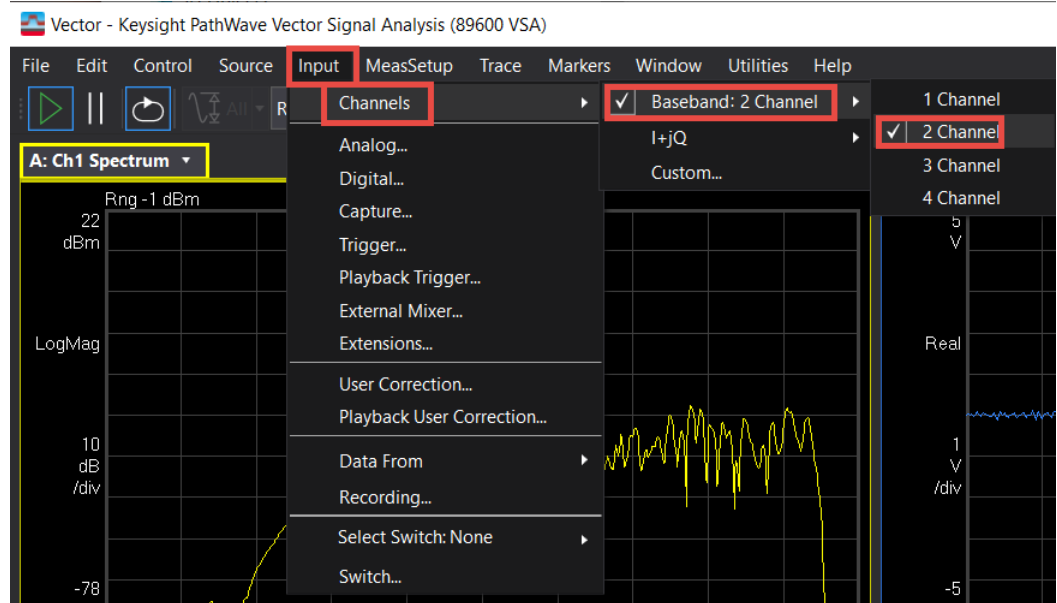 Vector - Keysight PathWave Vector Signal Analysis (89600 VSA)
File Edit Control Source Input MeasSetup Trace Markers Window Utilities Help
All R
Channels
Analog...
Digital...
Capture...
Trigger...
Playback Trigger...
External Mixer...
Extensions...
User Correction...
Playback User Correction...
Data From
Recording...
Select Switch: None
Switch...
Baseband: 2 Channel
I+jQ
Custom...
1 Channel
2 Channel
3 Channel
4 Channel
A: Ch1 Spectrum
Rng -1 dBm
22
dBm
LogMag
10
dB
/div
-78
5
V
Real
1
V
/div
-5